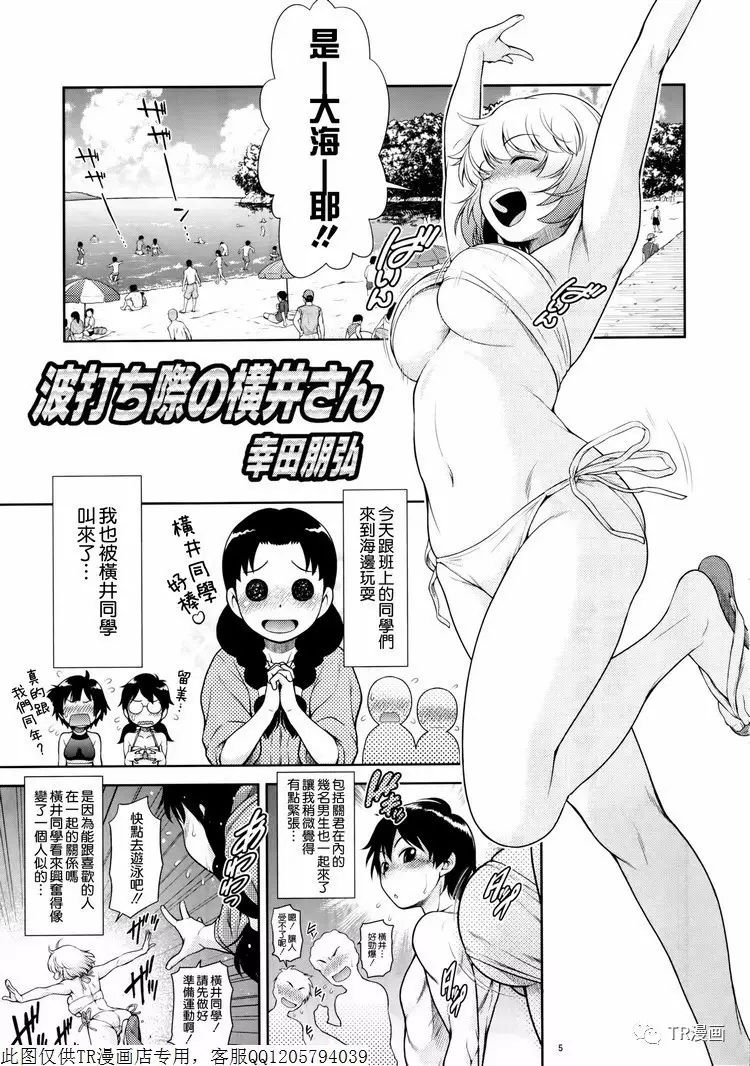 是—大海—耶!!
ばいん
ばいーん
波打ち際の橫井さん
幸田朋弘
今天跟班上的同學們
來到海邊玩耍
橫井同學
好棒♡
我也被橫井同學
叫來了…
留美…
真的跟
我們同年?
包括關君在內的
幾名男生也一起來了
讓我稍微覺得
有點緊張…
橫井…
好勁爆!
嗯,讓人
受不了呢!
快點去遊泳吧!!
橫井同學!
請先做好
準備運動啊!
是因為能跟喜歡的人
在一起的關係嗎
橫井同學看來興奮得像
變了一個人似的…
5
TR漫画
此图仅供TR漫画店专用，客服QQ1205794039